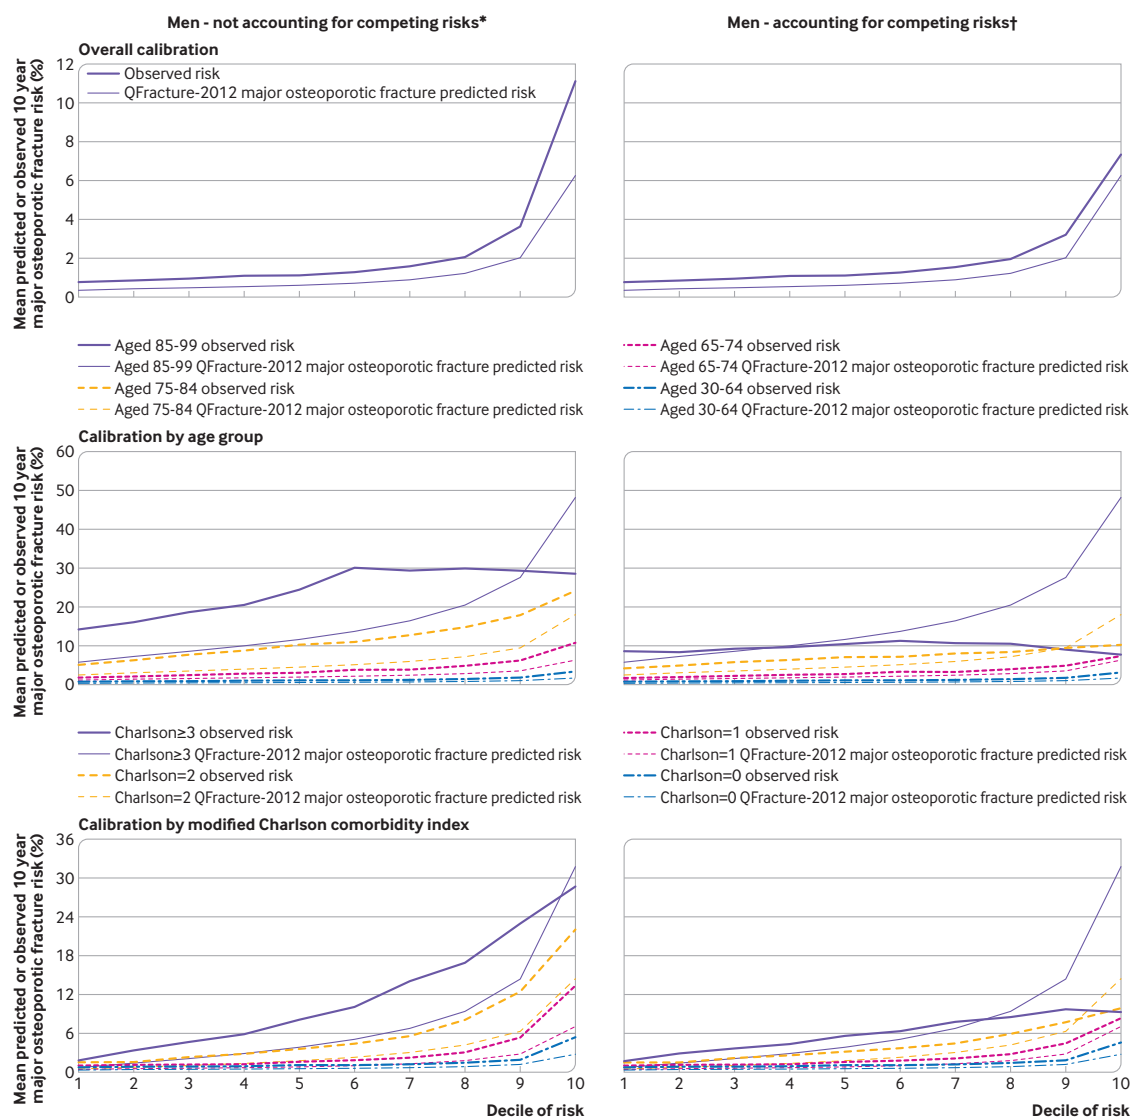 Men - not accounting for competing risks*
Men - accounting for competing risks†
Overall calibration
Mean predicted or observed 10 year
major osteoporotic fracture risk (%)
12
10
8
6
4
2
0
Observed risk
QFracture-2012 major osteoporotic fracture predicted risk
Aged 85-99 observed risk
Aged 85-99 QFracture-2012 major osteoporotic fracture predicted risk
Aged 75-84 observed risk
Aged 75-84 QFracture-2012 major osteoporotic fracture predicted risk
Aged 65-74 observed risk
Aged 65-74 QFracture-2012 major osteoporotic fracture predicted risk
Aged 30-64 observed risk
Aged 30-64 QFracture-2012 major osteoporotic fracture predicted risk
Calibration by age group
Mean predicted or observed 10 year
major osteoporotic fracture risk (%)
60
50
40
30
20
10
0
Charlson≥3 observed risk
Charlson≥3 QFracture-2012 major osteoporotic fracture predicted risk
Charlson=2 observed risk
Charlson=2 QFracture-2012 major osteoporotic fracture predicted risk
Charlson=1 observed risk
Charlson=1 QFracture-2012 major osteoporotic fracture predicted risk
Charlson=0 observed risk
Charlson=0 QFracture-2012 major osteoporotic fracture predicted risk
Calibration by modified Charlson comorbidity index
Mean predicted or observed 10 year
major osteoporotic fracture risk (%)
36
30
24
18
12
6
0
1 2 3 4 5 6 7 8 9 10
Decile of risk
1 2 3 4 5 6 7 8 9 10
Decile of risk